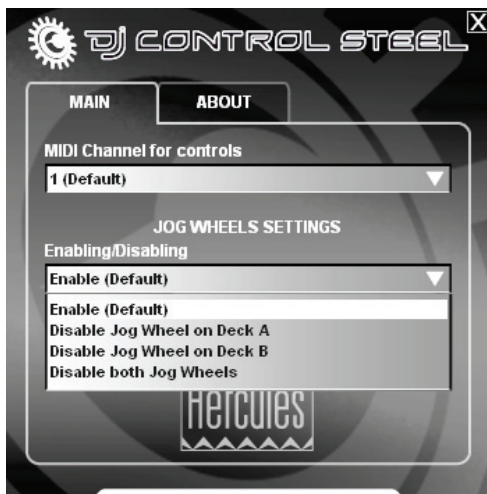 X
DJ CONTROL STEEL
MAIN ABOUT
MIDI Channel for controls
1 (Default)
JOG WHEELS SETTINGS
Enabling/Disabling
Enable (Default)
Enable (Default)
Disable Jog Wheel on Deck A
Disable Jog Wheel on Deck B
Disable both Jog Wheels
Hercules